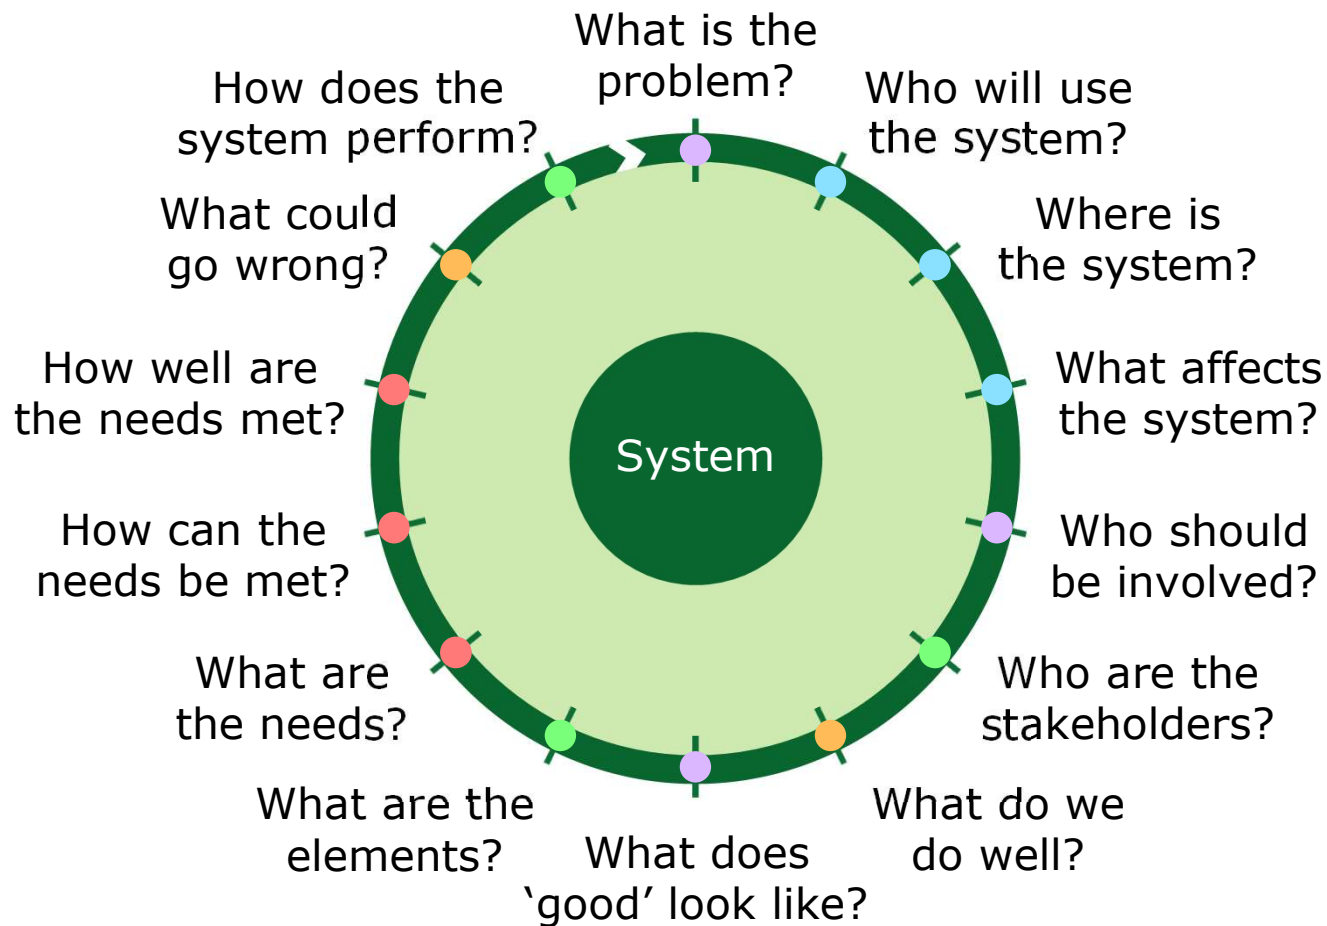 What is the
problem?
Who will use
the system?
Where is
the system?
What affects
the system?
Who should
be involved?
Who are the
stakeholders?
What do we
do well?
What does
‘good’ look like?
What are the
elements?
What are
the needs?
How can the
needs be met?
How well are
the needs met?
What could
go wrong?
How does the
system perform?
System